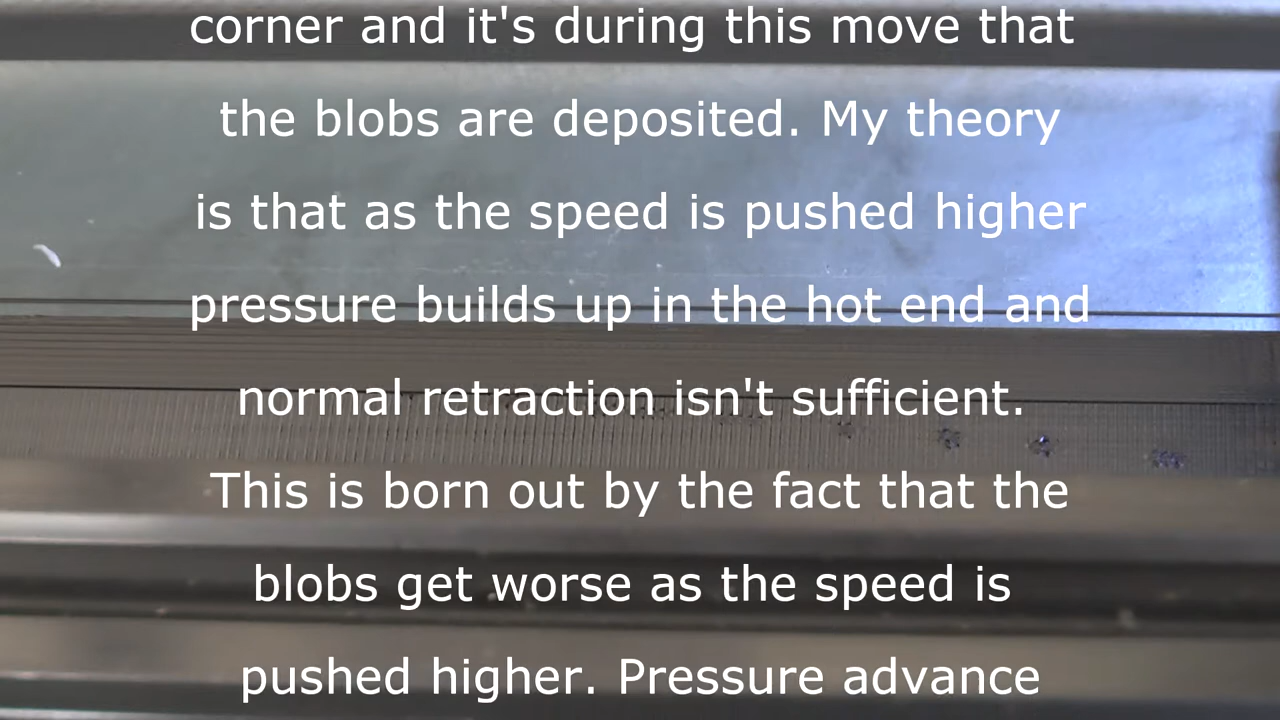 corner and it's during this move that
the blobs are deposited. My theory
is that as the speed is pushed higher
pressure builds up in the hot end and
normal retraction isn't sufficient.
This is born out by the fact that the
blobs get worse as the speed is
pushed higher. Pressure advance